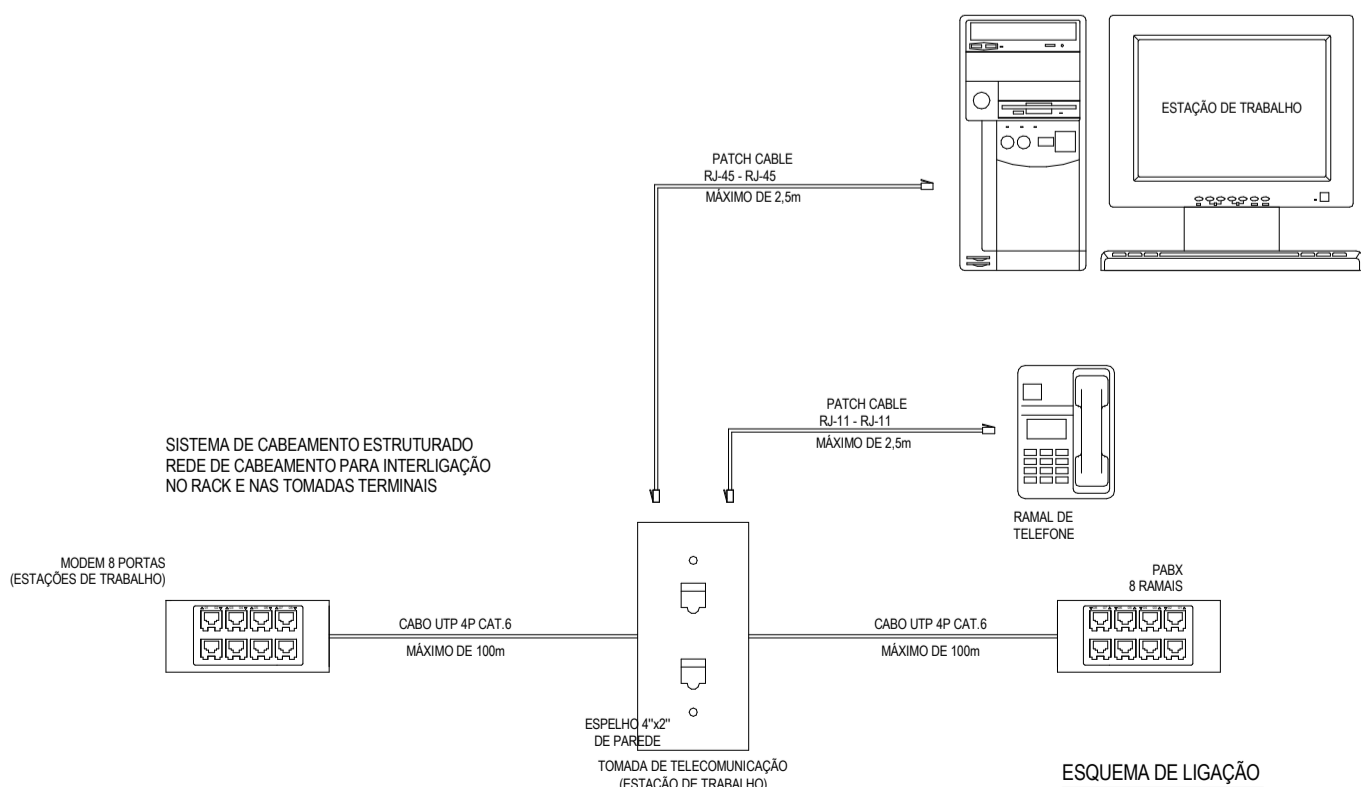 ESTAÇÃO DE TRABALHO
PATCH CABLE
RJ-45 - RJ-45
MÁXIMO DE 2,5m
PATCH CABLE
RJ-11 - RJ-11
MÁXIMO DE 2,5m
SISTEMA DE CABEAMENTO ESTRUTURADO
REDE DE CABEAMENTO PARA INTERLIGAÇÃO
NO RACK E NAS TOMADAS TERMINAIS
RAMAL DE
TELEFONE
MODEM 8 PORTAS
(ESTAÇÕES DE TRABALHO)
PABX
8 RAMAIS
CABO UTP 4P CAT.6
MÁXIMO DE 100m
CABO UTP 4P CAT.6
MÁXIMO DE 100m
ESPELHO 4"x2"
DE PAREDE
TOMADA DE TELECOMUNICAÇÃO
(ESTAÇÃO DE TRABALHO)
ESQUEMA DE LIGAÇÃO